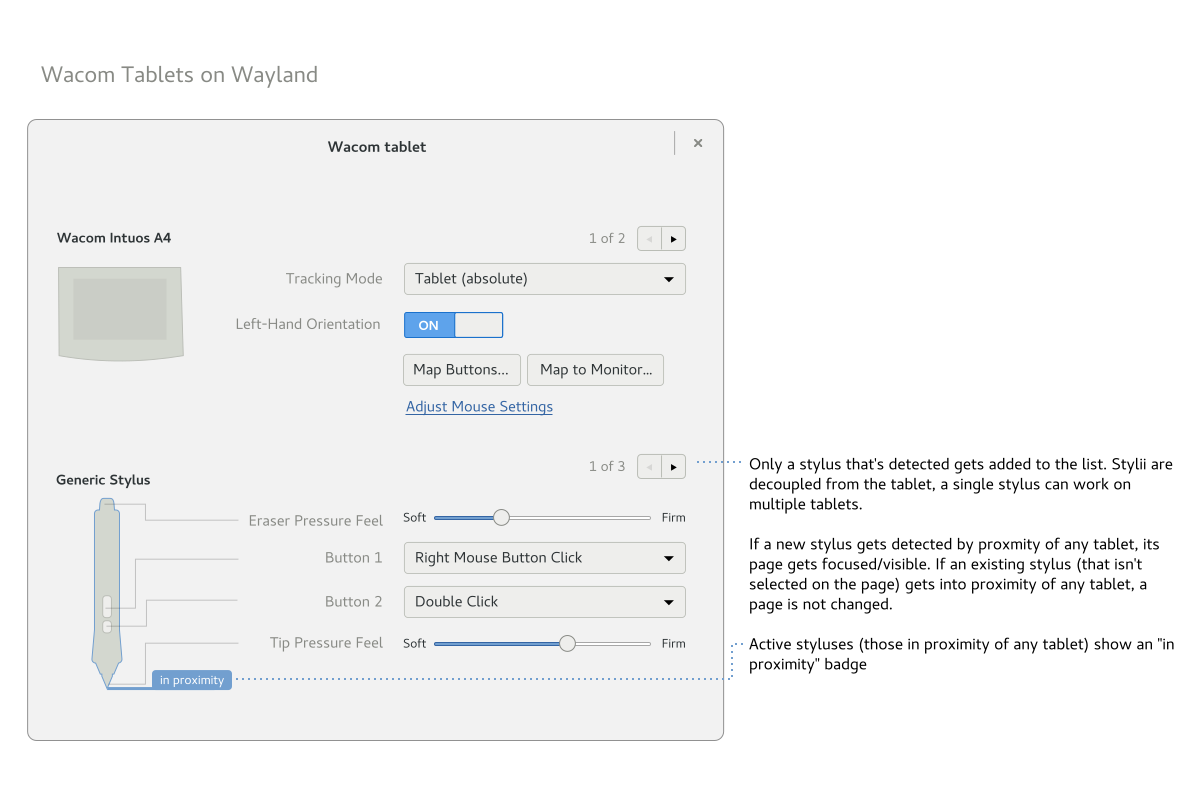 Wacom Tablets on Wayland
Wacom tablet
Wacom Intuos A4
1 of 2
Tracking Mode
Tablet (absolute)
Left-Hand Orientation
ON
Map Buttons...
Map to Monitor...
Adjust Mouse Settings
Generic Stylus
1 of 3
Eraser Pressure Feel
Soft
Firm
Button 1
Right Mouse Button Click
Button 2
Double Click
Tip Pressure Feel
Soft
Firm
in proximity
Only a stylus that's detected gets added to the list. Stylii are
decoupled from the tablet, a single stylus can work on
multiple tablets.
If a new stylus gets detected by proxmity of any tablet, its
page gets focused/visible. If an existing stylus (that isn't
selected on the page) gets into proximity of any tablet, a
page is not changed.
Active styluses (those in proximity of any tablet) show an "in
proximity" badge